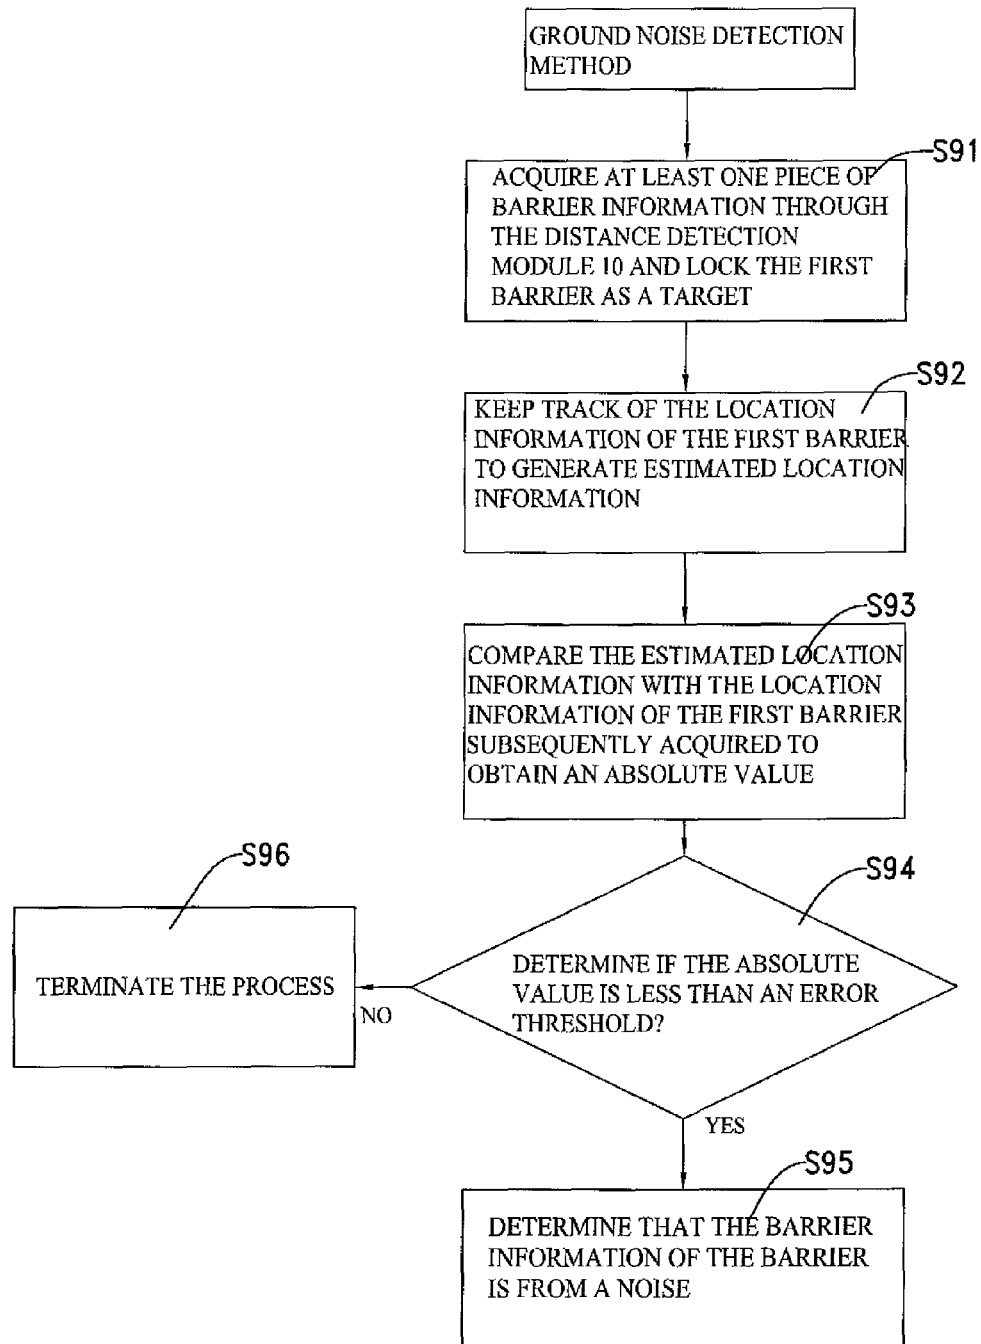 GROUND NOISE DETECTION
METHOD
S91
ACQUIRE AT LEAST ONE PIECE OF
BARRIER INFORMATION THROUGH
THE DISTANCE DETECTION
MODULE 10 AND LOCK THE FIRST
BARRIER AS A TARGET
S92
KEEP TRACK OF THE LOCATION
INFORMATION OF THE FIRST BARRIER
TO GENERATE ESTIMATED LOCATION
INFORMATION
S93
COMPARE THE ESTIMATED LOCATION
INFORMATION WITH THE LOCATION
INFORMATION OF THE FIRST BARRIER
SUBSEQUENTLY ACQUIRED TO
OBTAIN AN ABSOLUTE VALUE
S94
DETERMINE IF THE ABSOLUTE
VALUE IS LESS THAN AN ERROR
THRESHOLD?
S96
TERMINATE THE PROCESS
NO
YES
S95
DETERMINE THAT THE BARRIER
INFORMATION OF THE BARRIER
IS FROM A NOISE